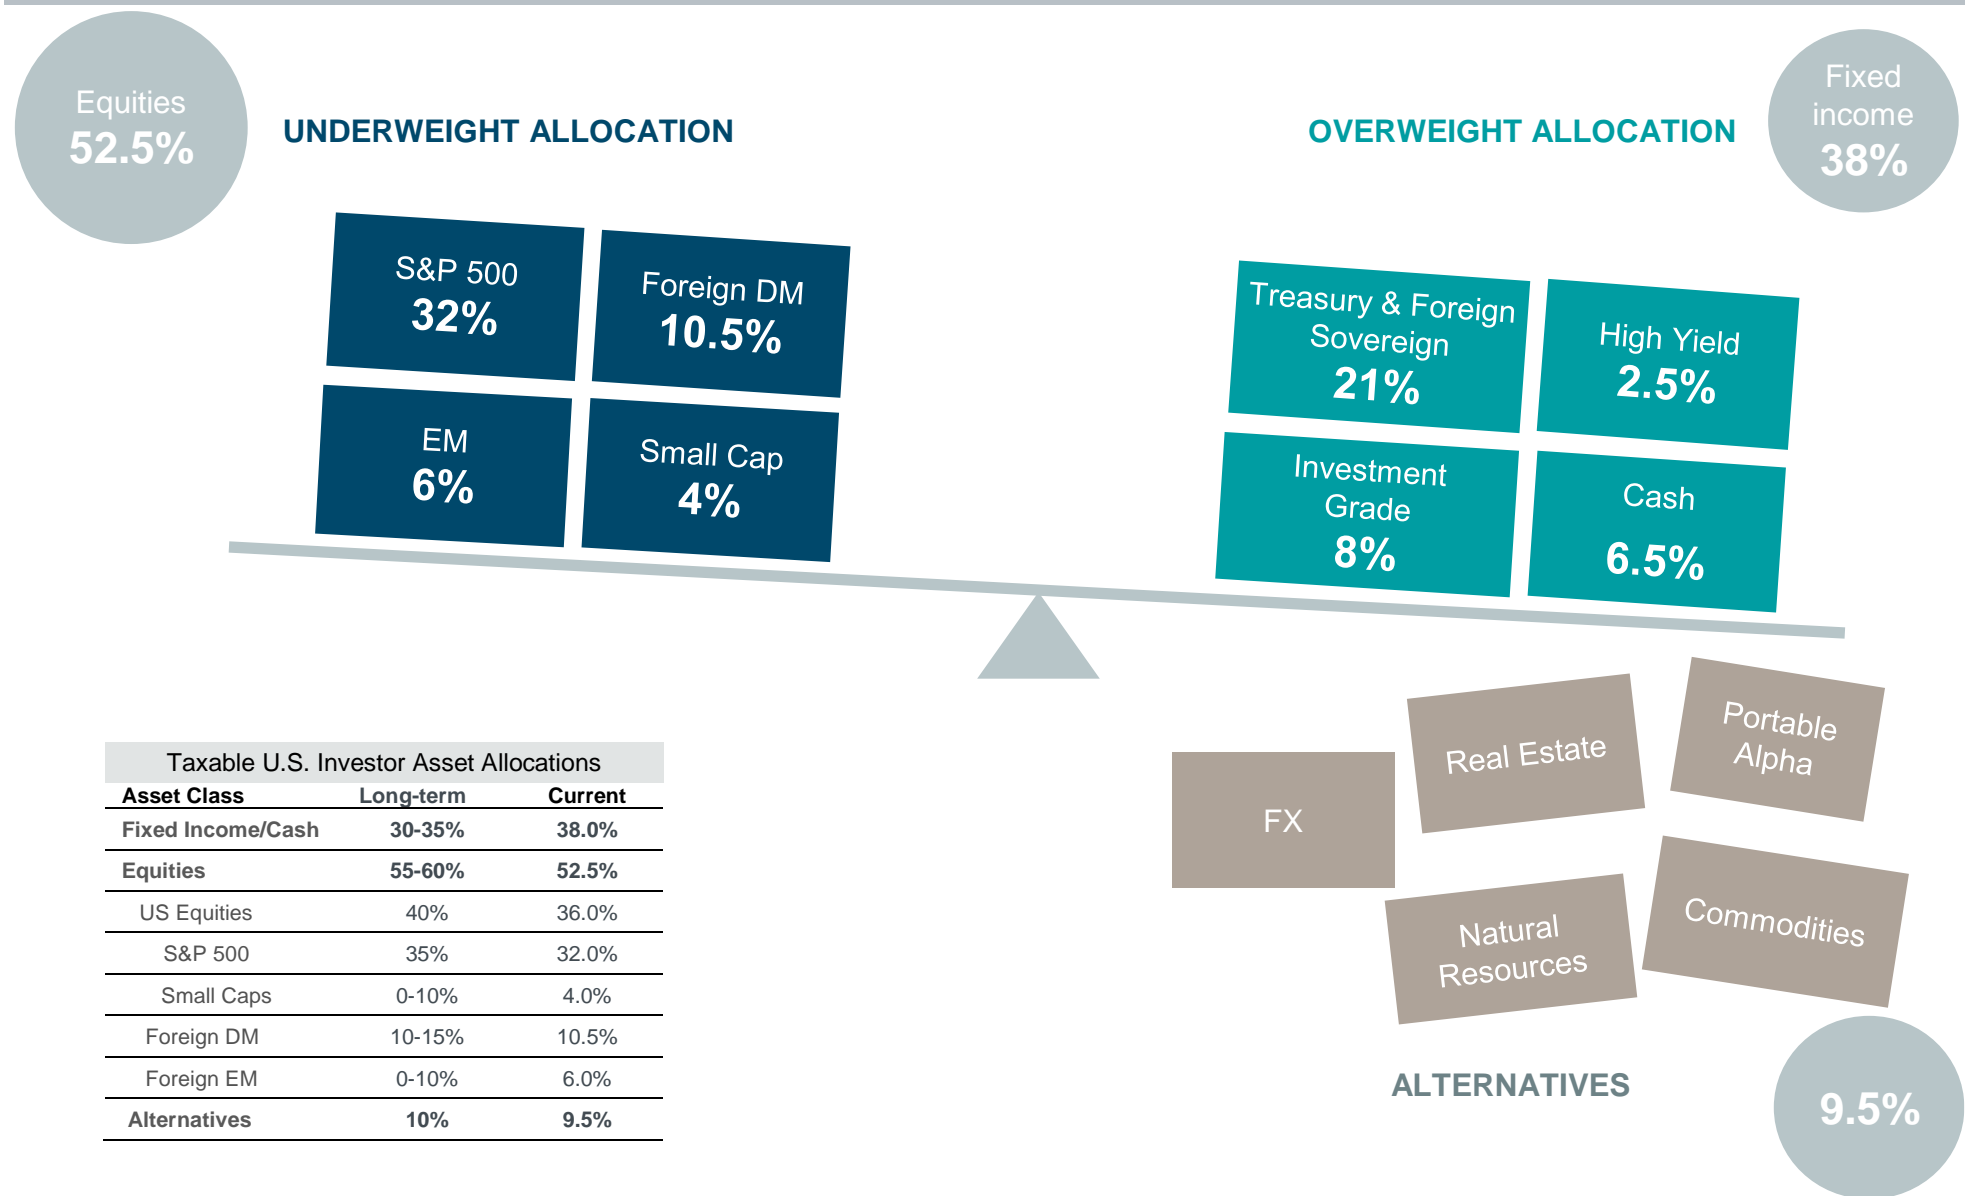 Equities
52.5%
UNDERWEIGHT ALLOCATION
OVERWEIGHT ALLOCATION
Fixed
income
38%
S&P 500
32%
Foreign DM
10.5%
EM
6%
Small Cap
4%
Treasury & Foreign
Sovereign
21%
High Yield
2.5%
Investment
Grade
8%
Cash
6.5%
Taxable U.S. Investor Asset Allocations
Asset Class Long-term Current
Fixed Income/Cash 30-35% 38.0%
Equities 55-60% 52.5%
US Equities 40% 36.0%
S&P 500 35% 32.0%
Small Caps 0-10% 4.0%
Foreign DM 10-15% 10.5%
Foreign EM 0-10% 6.0%
Alternatives 10% 9.5%
FX
Real Estate
Portable
Alpha
Natural
Resources
Commodities
ALTERNATIVES
9.5%